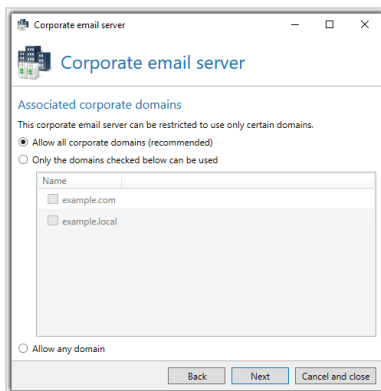 Corporate email server
Corporate email server
Associated corporate domains
This corporate email server can be restricted to use only certain domains.
Allow all corporate domains (recommended)
Only the domains checked below can be used
Name
example.com
example.local
Allow any domain
Back Next Cancel and close